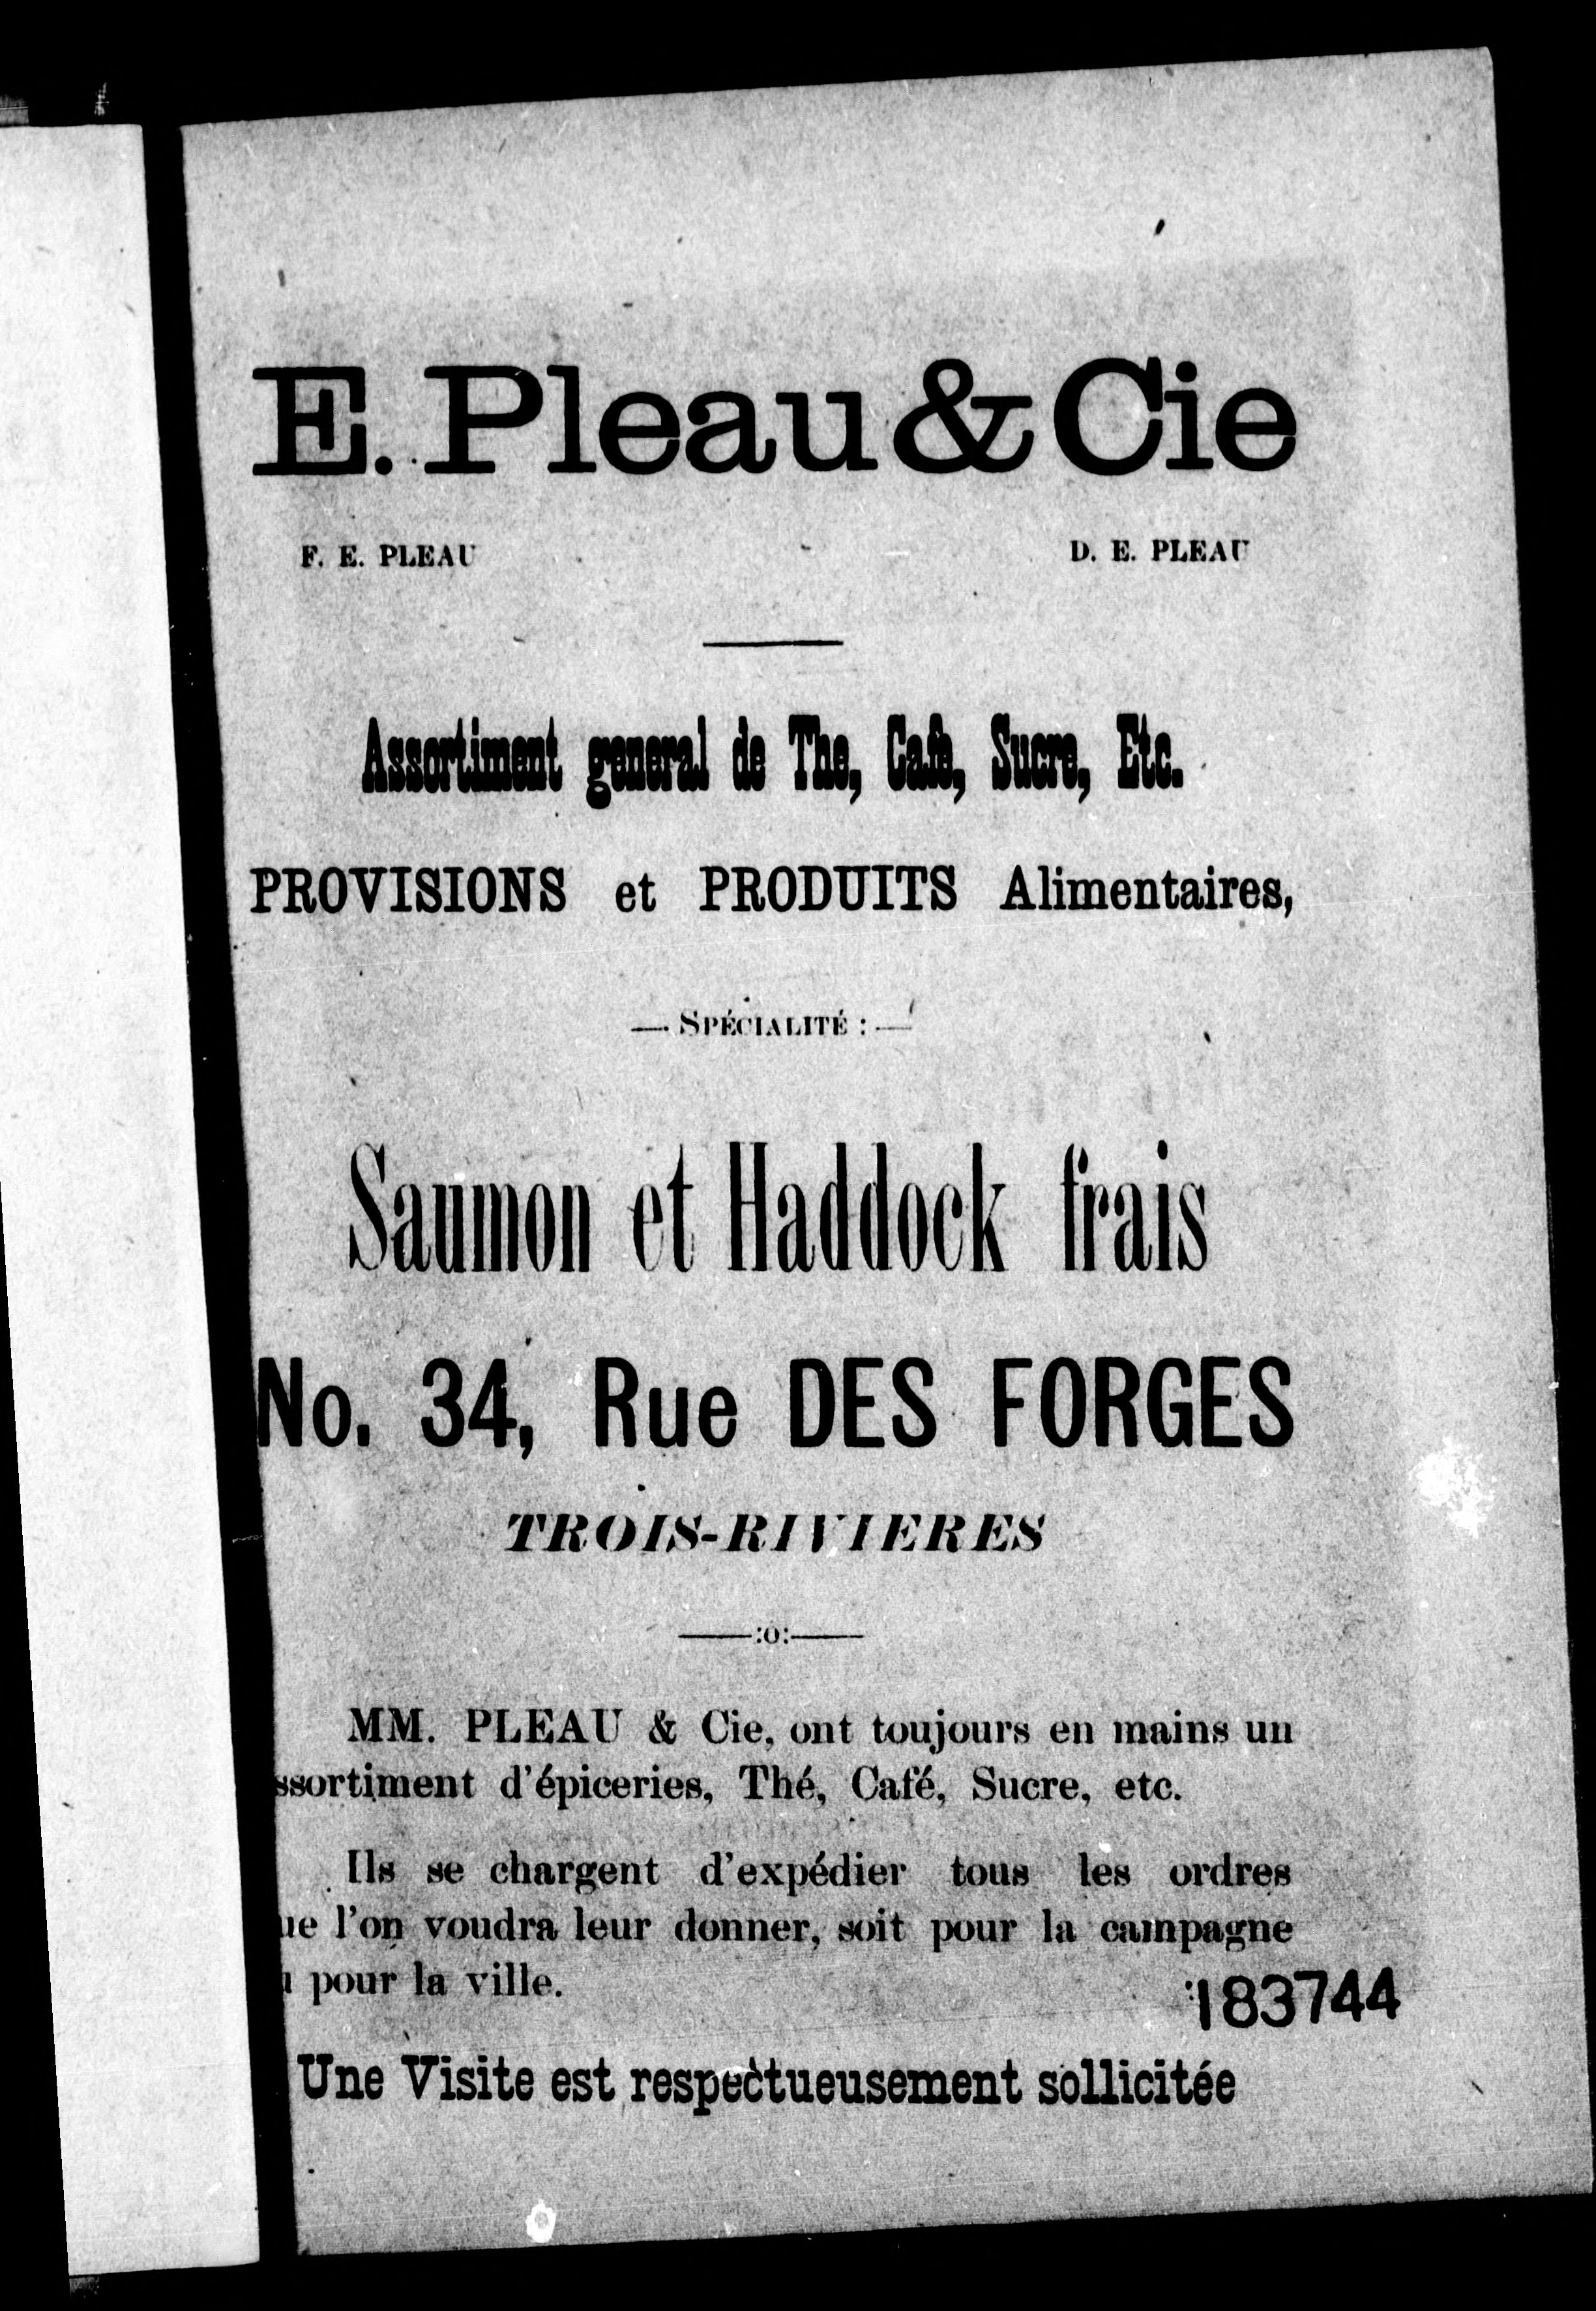 E. Pleau & Cie
F. E. PLEAU D. E. PLEAU
Assortiment general de The, Cafe, Sucre, Etc.
PROVISIONS et PRODUITS Alimentaires,
— SPÉCIALITÉ : —
Saumon et Haddock frais
No. 34, Rue DES FORGES
TROIS-RIVIERES
——:o:——
MM. PLEAU & Cie, ont toujours en mains un
ssortiment d'épiceries, Thé, Café, Sucre, etc.
Ils se chargent d'expédier tous les ordres
ue l'on voudra leur donner, soit pour la campagne
pour la ville.
183744
Une Visite est respectueusement sollicitée